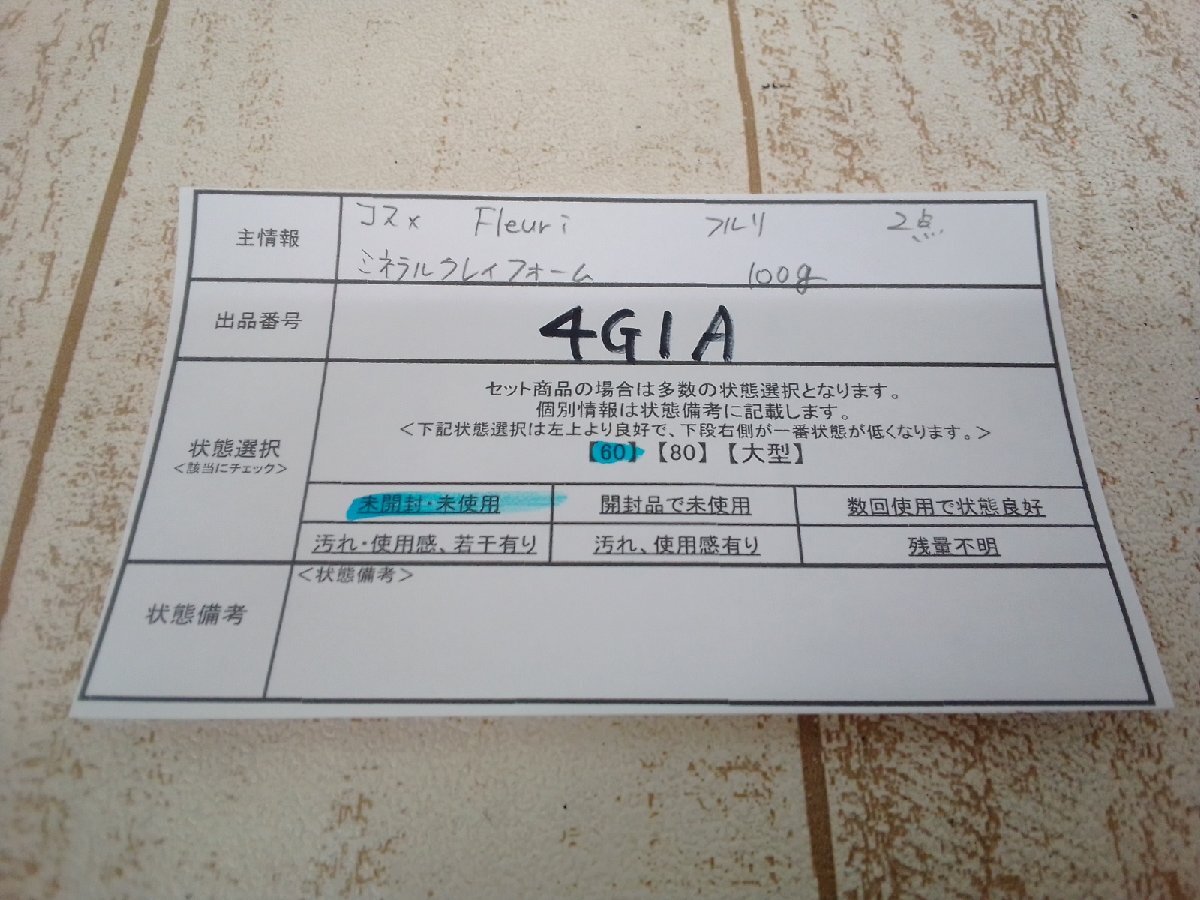 主情報
コスメ Fleuri フルリ 2点
ミネラルクレイフォーム 100g
出品番号
4G1A
状態選択
<該当にチェック>
セット商品の場合は多数の状態選択となります。
個別情報は状態備考に記載します。
<下記状態選択は左上より良好で、下段右側が一番状態が低くなります。>
【60】【80】【大型】
未開封・未使用 開封品で未使用 数回使用で状態良好
汚れ・使用感、若干有り 汚れ、使用感有り 残量不明
状態備考
<状態備考>